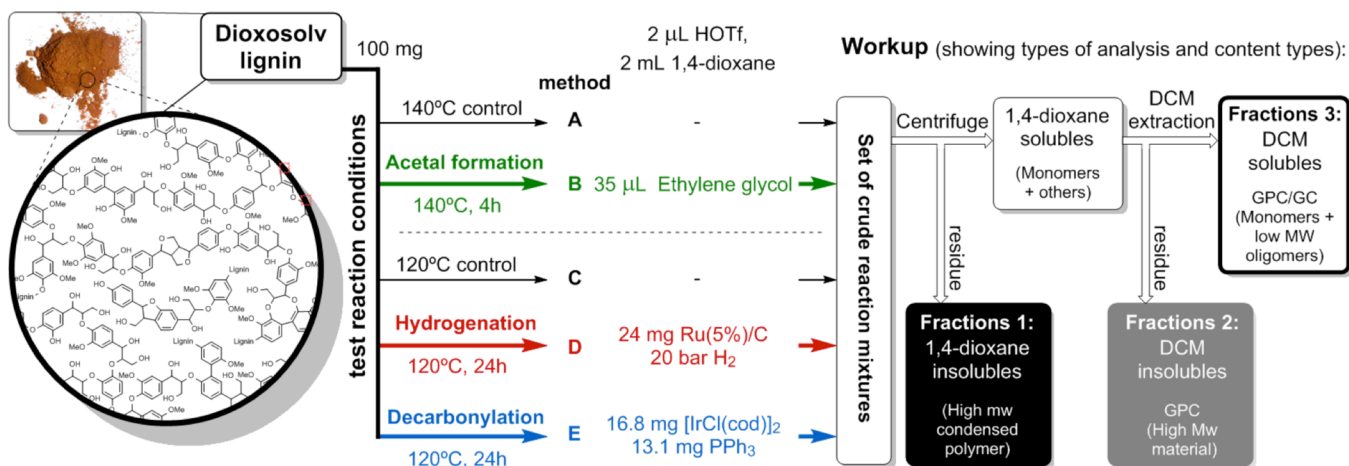 Dioxosolv
lignin
100 mg
2 μL HOTf,
2 mL 1,4-dioxane
method
test reaction conditions
140ºC control
A
-
Acetal formation
B
35 μL Ethylene glycol
140ºC, 4h
120ºC control
C
-
Hydrogenation
D
24 mg Ru(5%)/C
20 bar H2
120ºC, 24h
Decarbonylation
E
16.8 mg [IrCl(cod)]2
13.1 mg PPh3
120ºC, 24h
Set of crude reaction mixtures
Workup (showing types of analysis and content types):
Centrifuge
1,4-dioxane
solubles
(Monomers
+ others)
DCM
extraction
Fractions 3:
DCM
solubles
GPC/GC
(Monomers +
low MW
oligomers)
residue
residue
Fractions 1:
1,4-dioxane
insolubles
(High mw
condensed
polymer)
Fractions 2:
DCM
insolubles
GPC
(High Mw
material)
Lignin
Lignin
Lignin
Lignin
Lignin